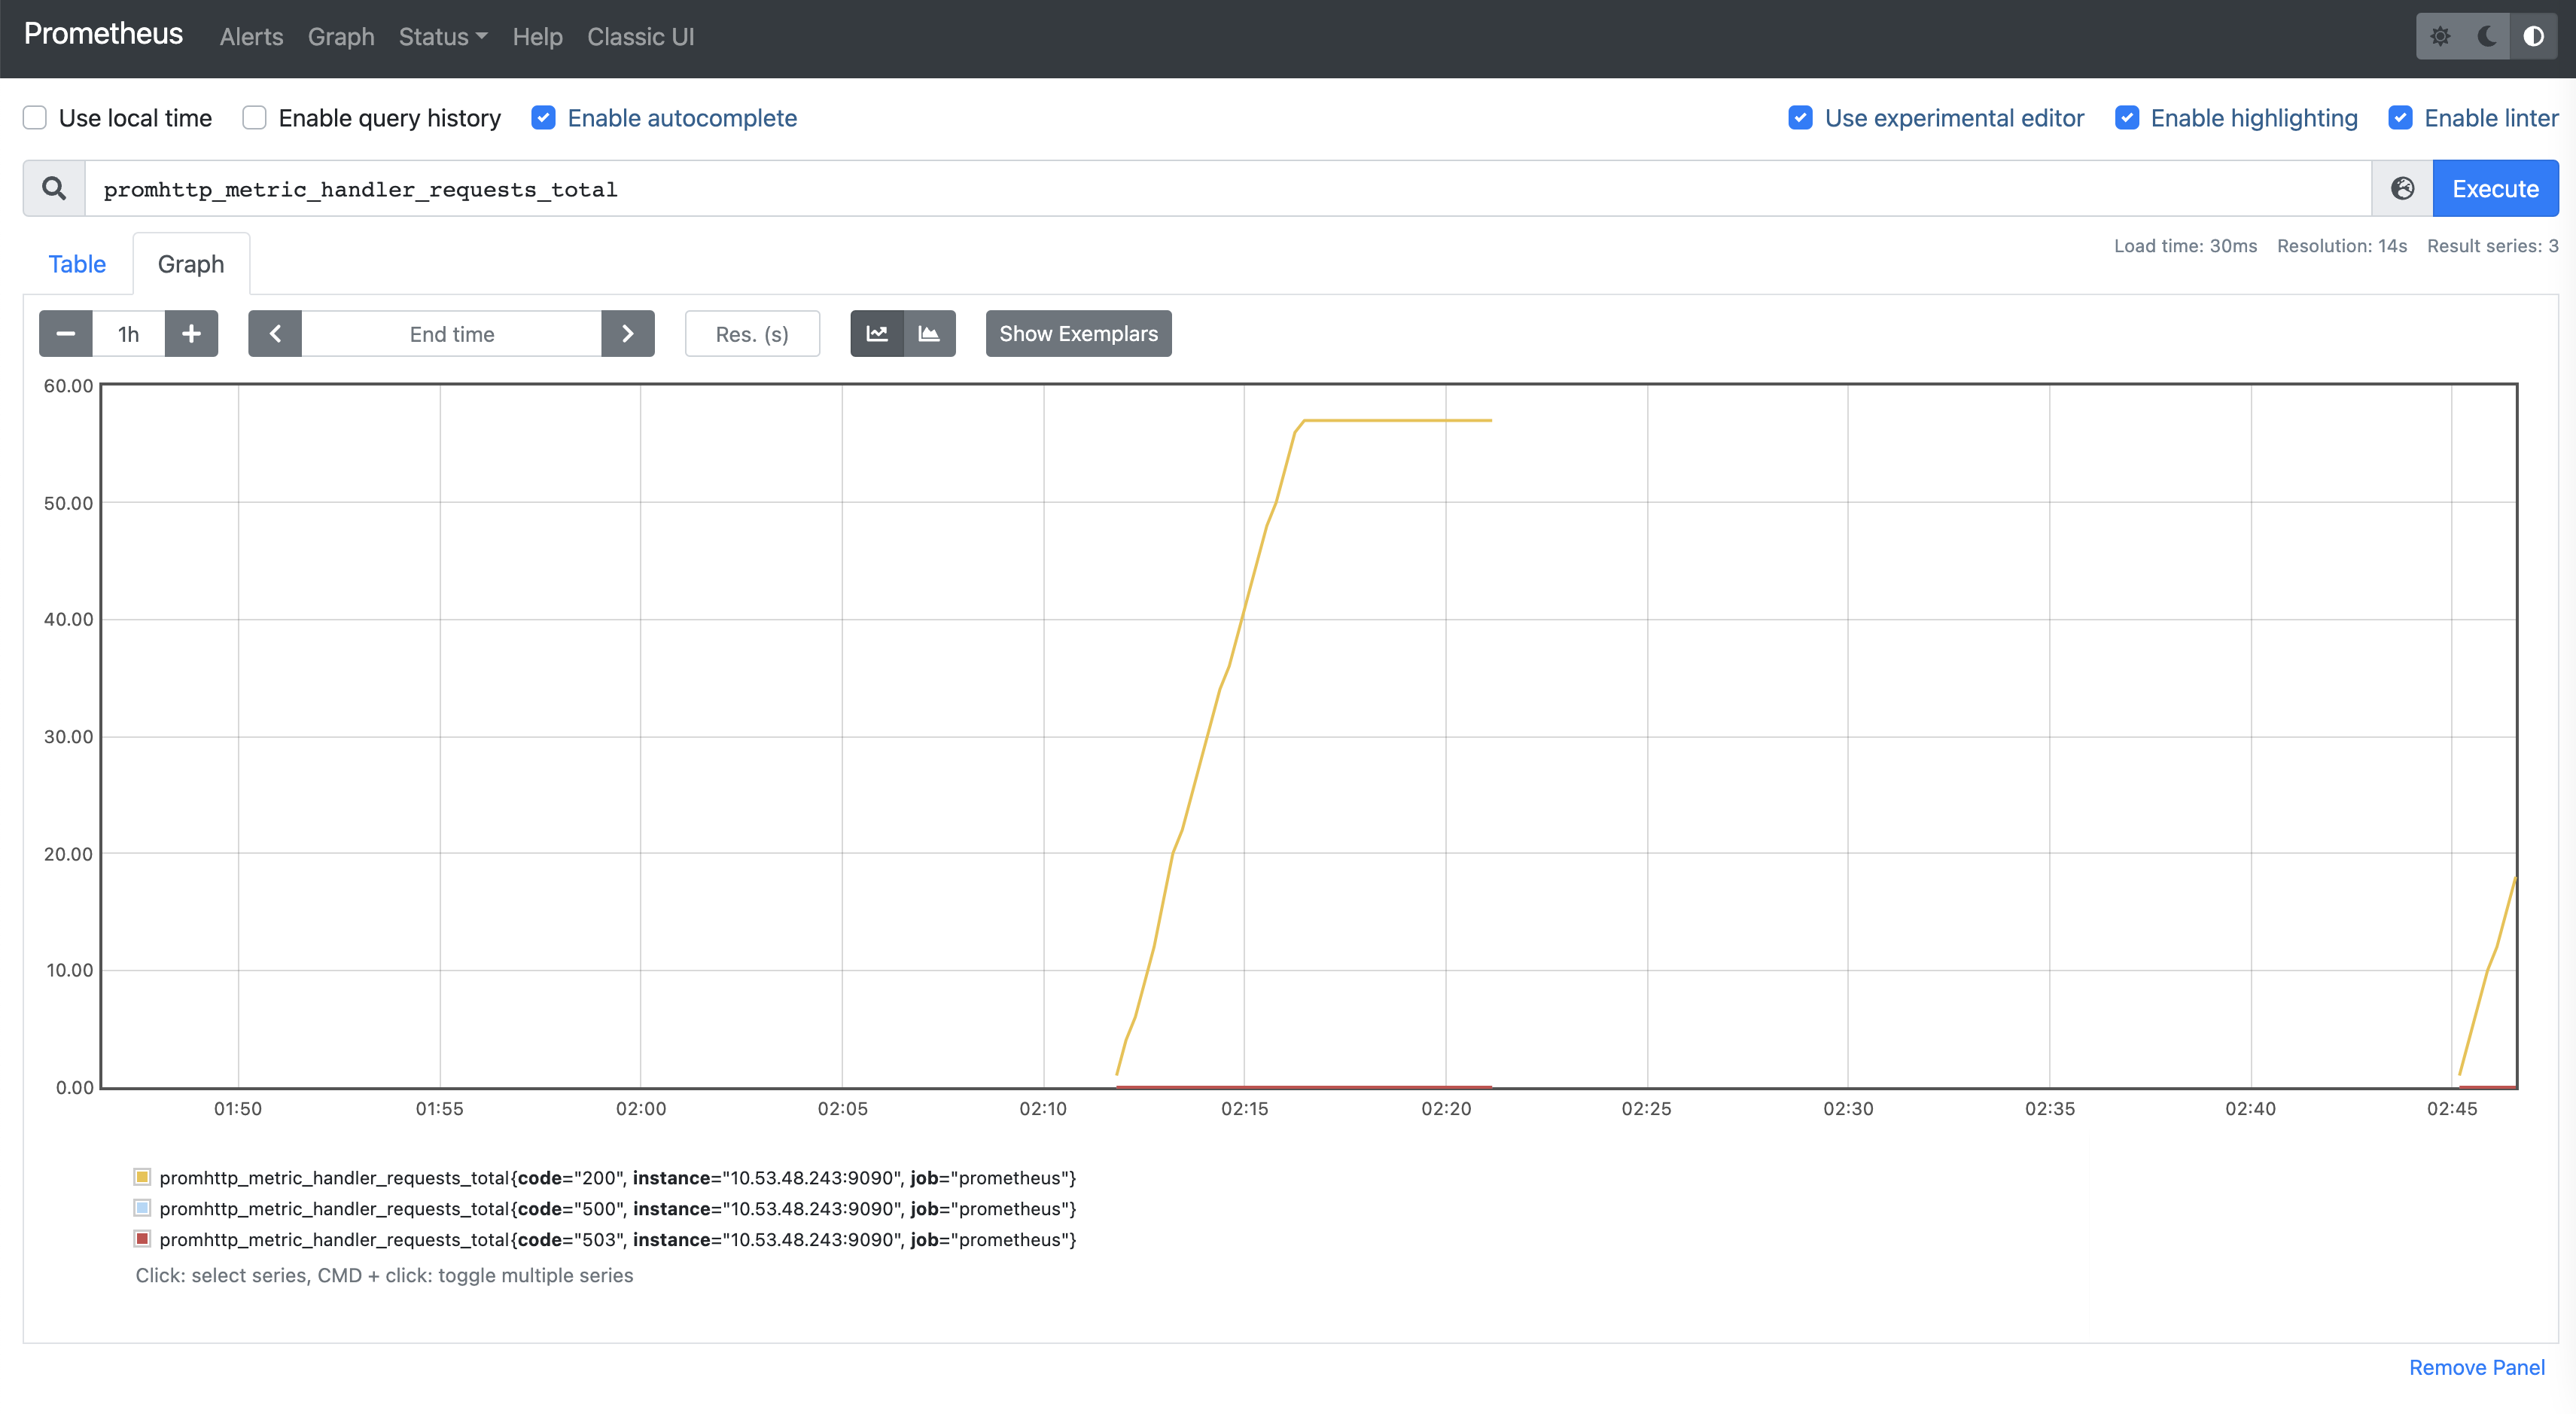 Prometheus Alerts Graph Status Help Classic UI
Use local time Enable query history Enable autocomplete Use experimental editor Enable highlighting Enable linter
promhttp_metric_handler_requests_total Execute
Table Graph Load time: 30ms Resolution: 14s Result series: 3
1h End time Res. (s) Show Exemplars
60.00
50.00
40.00
30.00
20.00
10.00
0.00
01:50 01:55 02:00 02:05 02:10 02:15 02:20 02:25 02:30 02:35 02:40 02:45
promhttp_metric_handler_requests_total{code="200", instance="10.53.48.243:9090", job="prometheus"}
promhttp_metric_handler_requests_total{code="500", instance="10.53.48.243:9090", job="prometheus"}
promhttp_metric_handler_requests_total{code="503", instance="10.53.48.243:9090", job="prometheus"}
Click: select series, CMD + click: toggle multiple series
Remove Panel